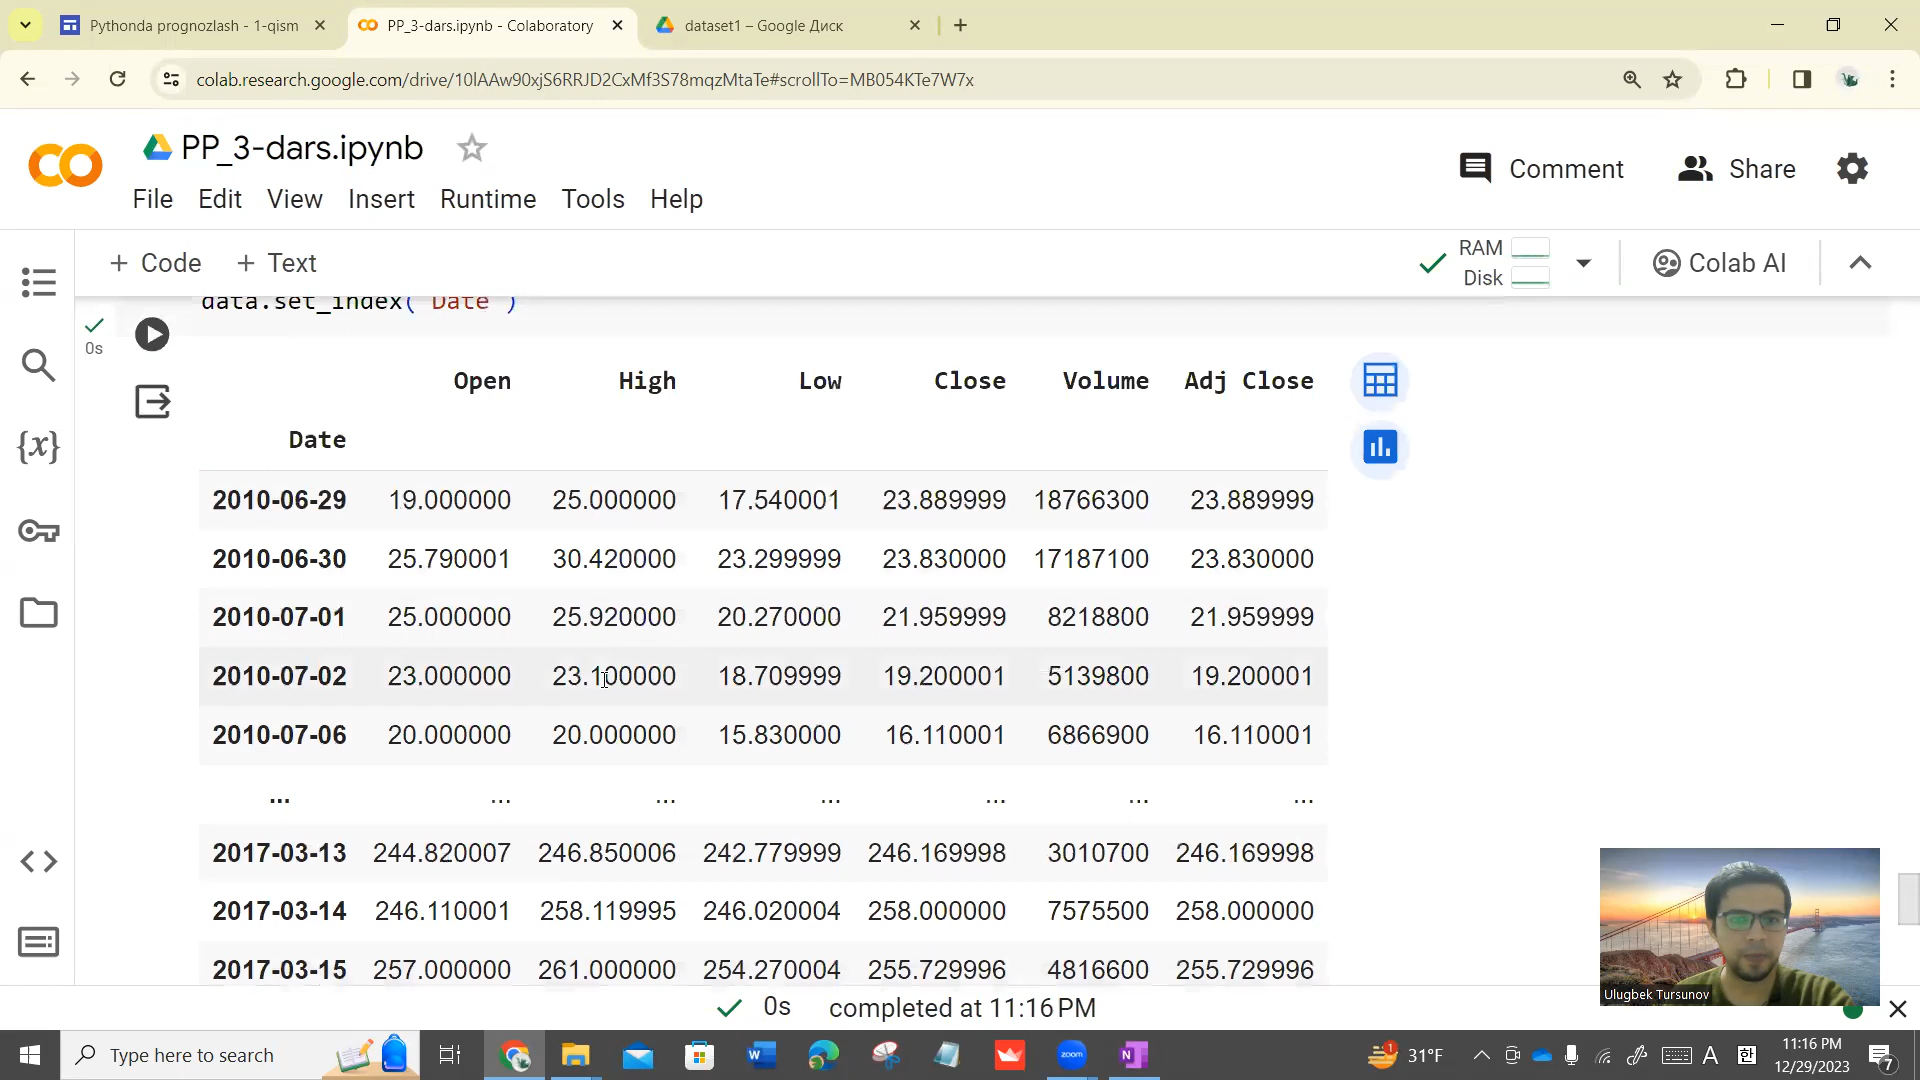 Pythonda prognozlash - 1-qism
PP_3-dars.ipynb - Colaboratory
dataset1 – Google Диск
colab.research.google.com/drive/10lAAw90xjS6RRJD2CxMf3S78mqzMtaTe#scrollTo=MB054KTe7W7x
PP_3-dars.ipynb
Comment
Share
File Edit View Insert Runtime Tools Help
+ Code + Text
RAM
Disk
Colab AI
data.set_index('Date')
0s
Open High Low Close Volume Adj Close
Date
2010-06-29 19.000000 25.000000 17.540001 23.889999 18766300 23.889999
2010-06-30 25.790001 30.420000 23.299999 23.830000 17187100 23.830000
2010-07-01 25.000000 25.920000 20.270000 21.959999 8218800 21.959999
2010-07-02 23.000000 23.100000 18.709999 19.200001 5139800 19.200001
2010-07-06 20.000000 20.000000 15.830000 16.110001 6866900 16.110001
... ... ... ... ... ... ...
2017-03-13 244.820007 246.850006 242.779999 246.169998 3010700 246.169998
2017-03-14 246.110001 258.119995 246.020004 258.000000 7575500 258.000000
2017-03-15 257.000000 261.000000 254.270004 255.729996 4816600 255.729996
Ulugbek Tursunov
0s completed at 11:16 PM
Type here to search
31°F
11:16 PM
12/29/2023
7